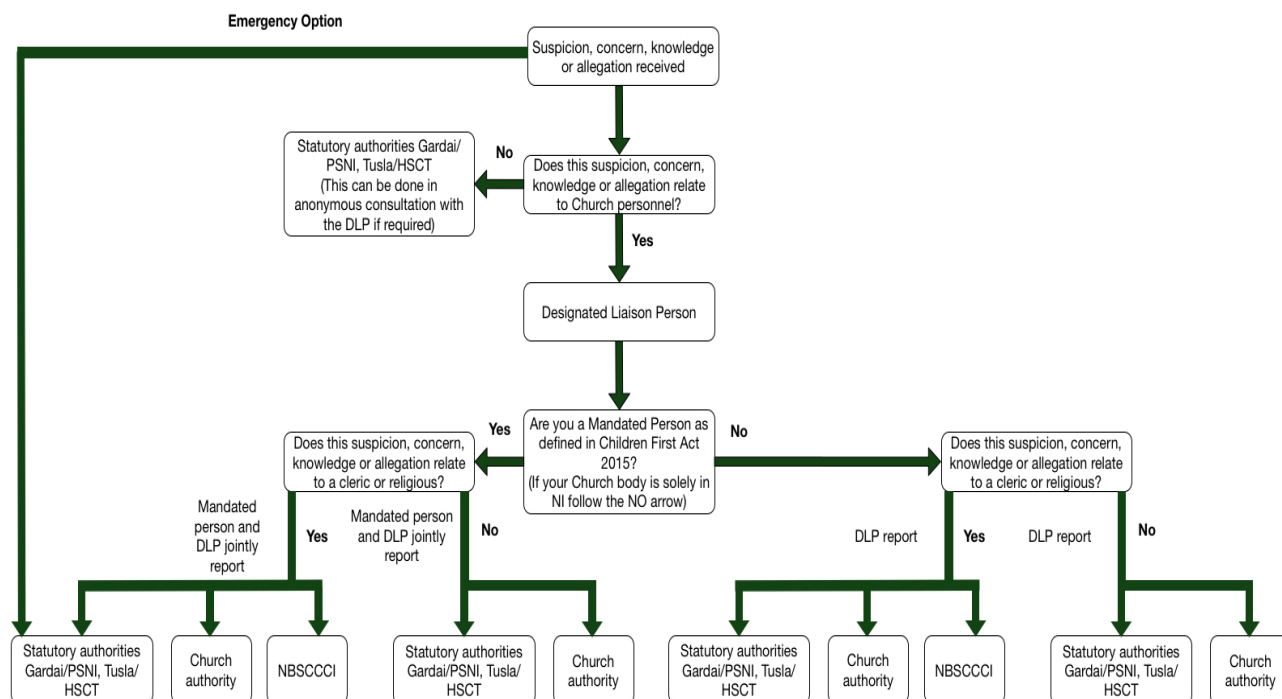 Emergency Option
Suspicion, concern, knowledge
or allegation received
Statutory authorities Gardai/
PSNI, Tusla/HSCT
(This can be done in
anonymous consultation with
the DLP if required)
No
Does this suspicion, concern,
knowledge or allegation relate
to Church personnel?
Yes
Designated Liaison Person
Are you a Mandated Person as
defined in Children First Act
2015?
(If your Church body is solely in
NI follow the NO arrow)
Yes
No
Does this suspicion, concern,
knowledge or allegation relate
to a cleric or religious?
Does this suspicion, concern,
knowledge or allegation relate
to a cleric or religious?
Mandated
person and
DLP jointly
report
Yes
Mandated person
and DLP jointly
report
No
DLP report
Yes
DLP report
No
Statutory authorities
Gardai/PSNI, Tusla/
HSCT
Church
authority
NBSCCCI
Statutory authorities
Gardai/PSNI, Tusla/
HSCT
Church
authority
Statutory authorities
Gardai/PSNI, Tusla/
HSCT
Church
authority
NBSCCCI
Statutory authorities
Gardai/PSNI, Tusla/
HSCT
Church
authority